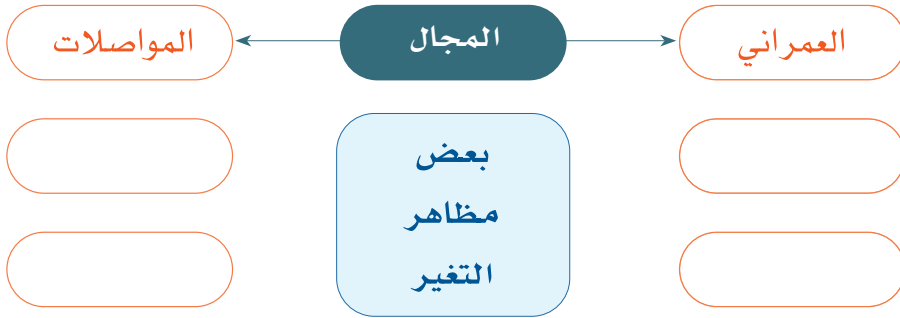 العمراني
المجال
المواصلات
بعض
مظاهر
التغير